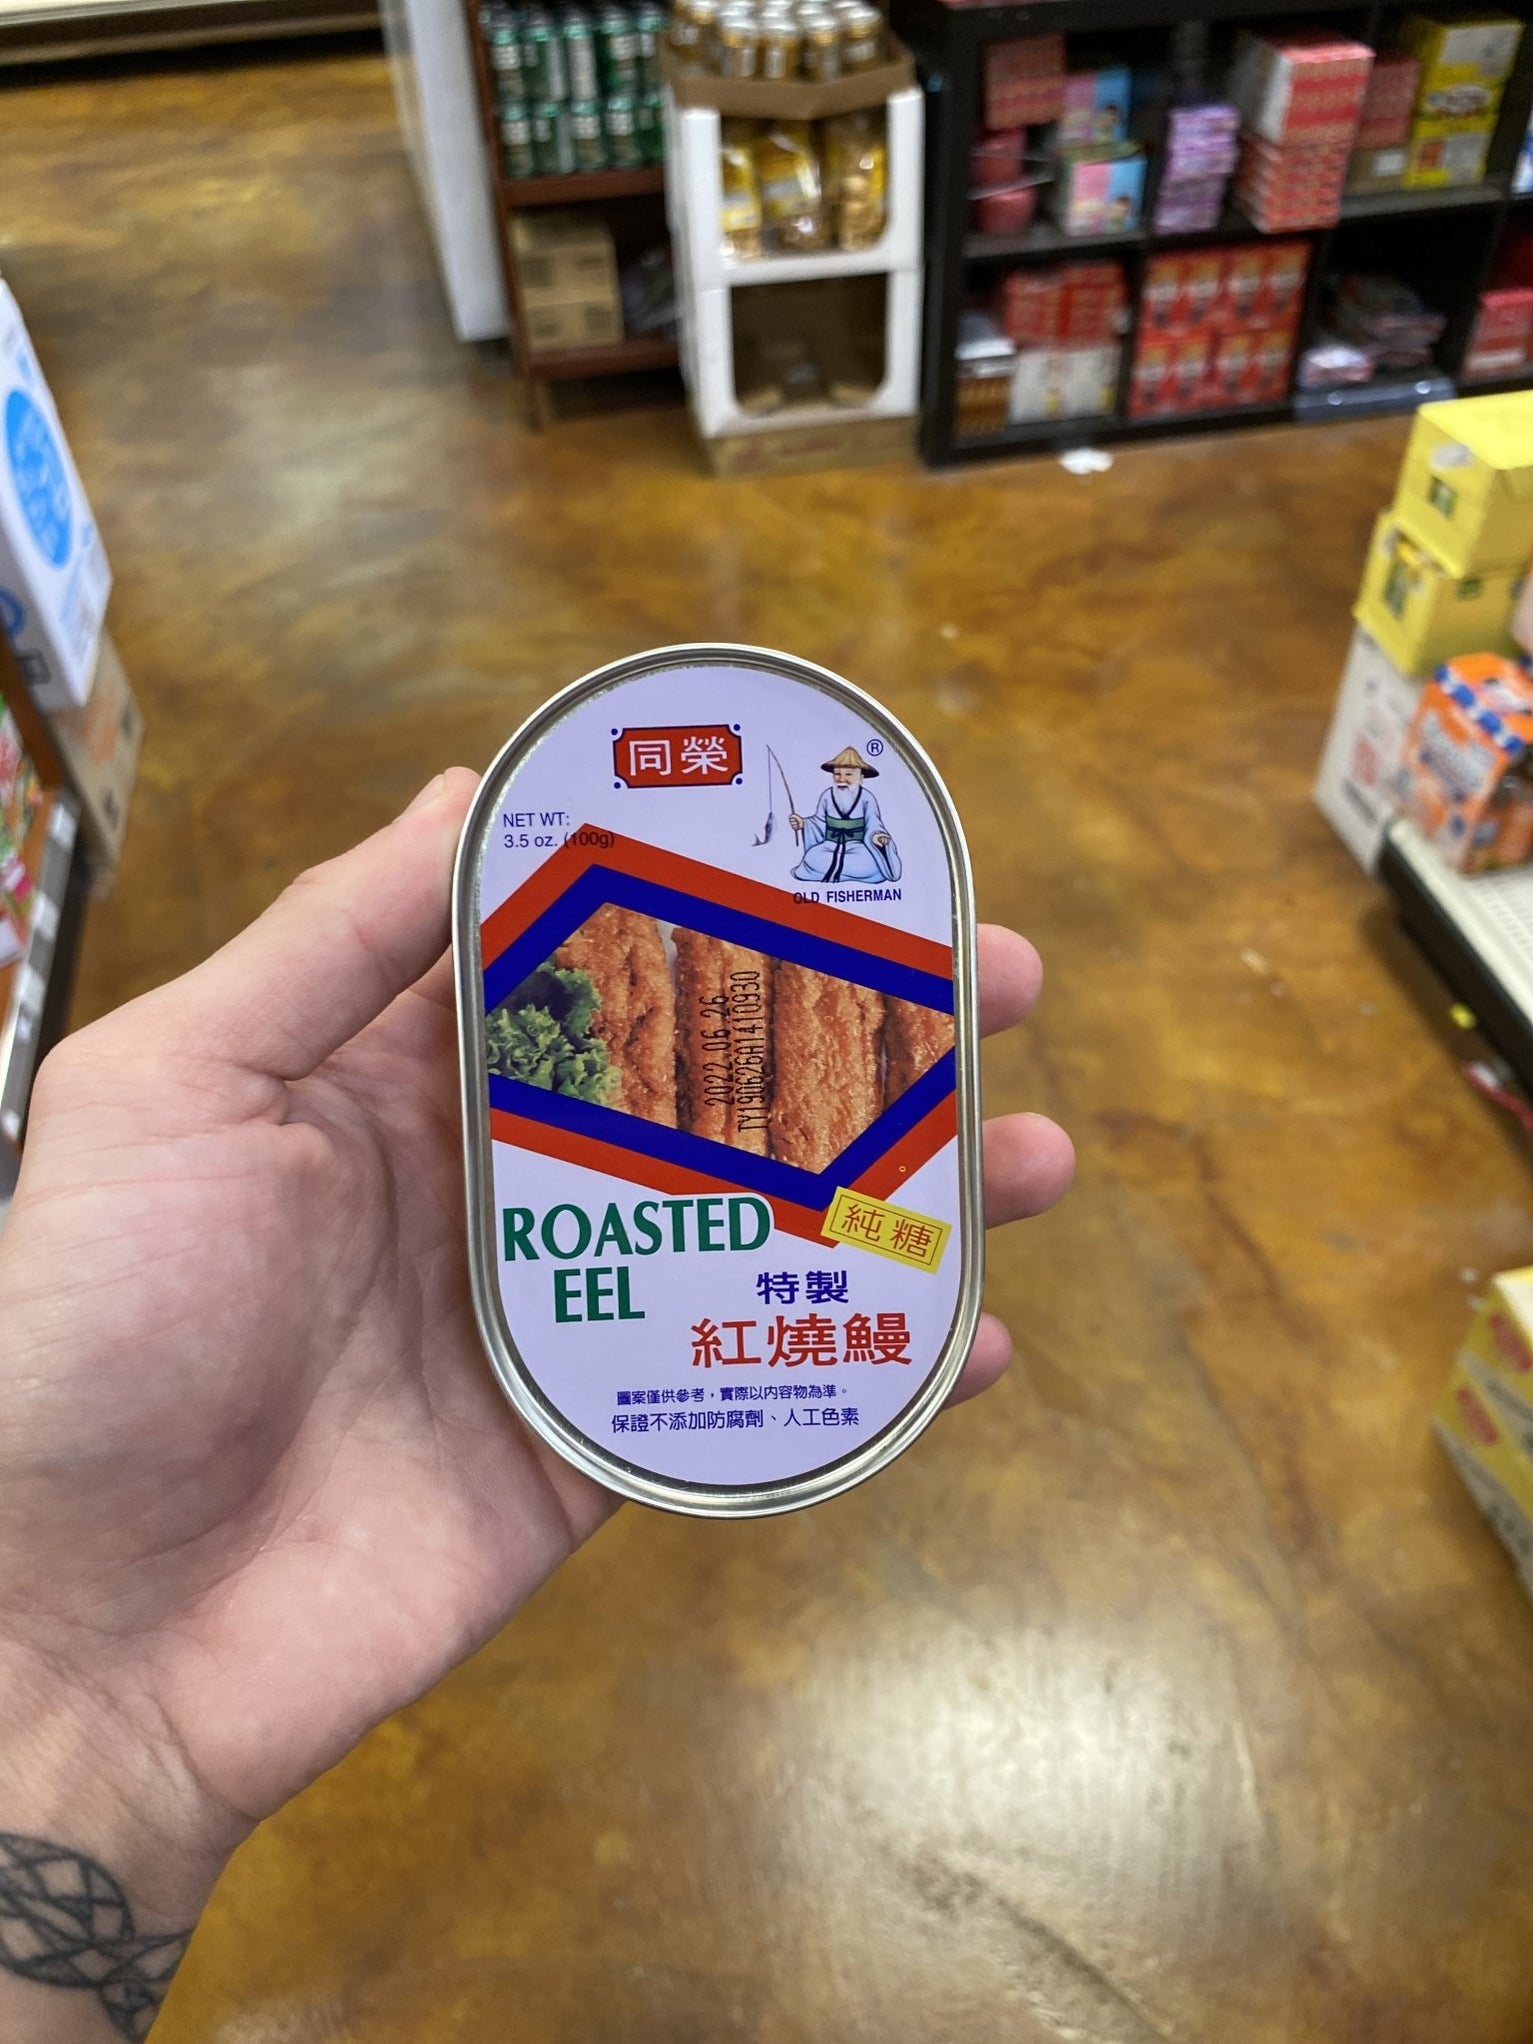 同榮
®
NET WT:
3.5 oz. (100g)
OLD FISHERMAN
2022.06.26
TY190626A1410930
ROASTED
EEL
純糖
特製
紅燒鰻
圖案僅供參考，實際以內容物為準。
保證不添加防腐劑、人工色素